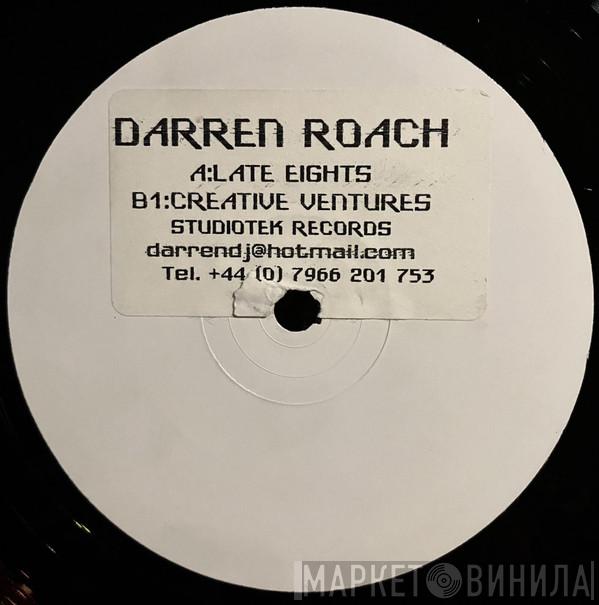 DARREN ROACH
A:LATE EIGHTS
B1:CREATIVE VENTURES
STUDIOTEK RECORDS
darrendj@hotmail.com
Tel. +44 (0) 7966 201 753
МАРКЕТ ВИНИЛА